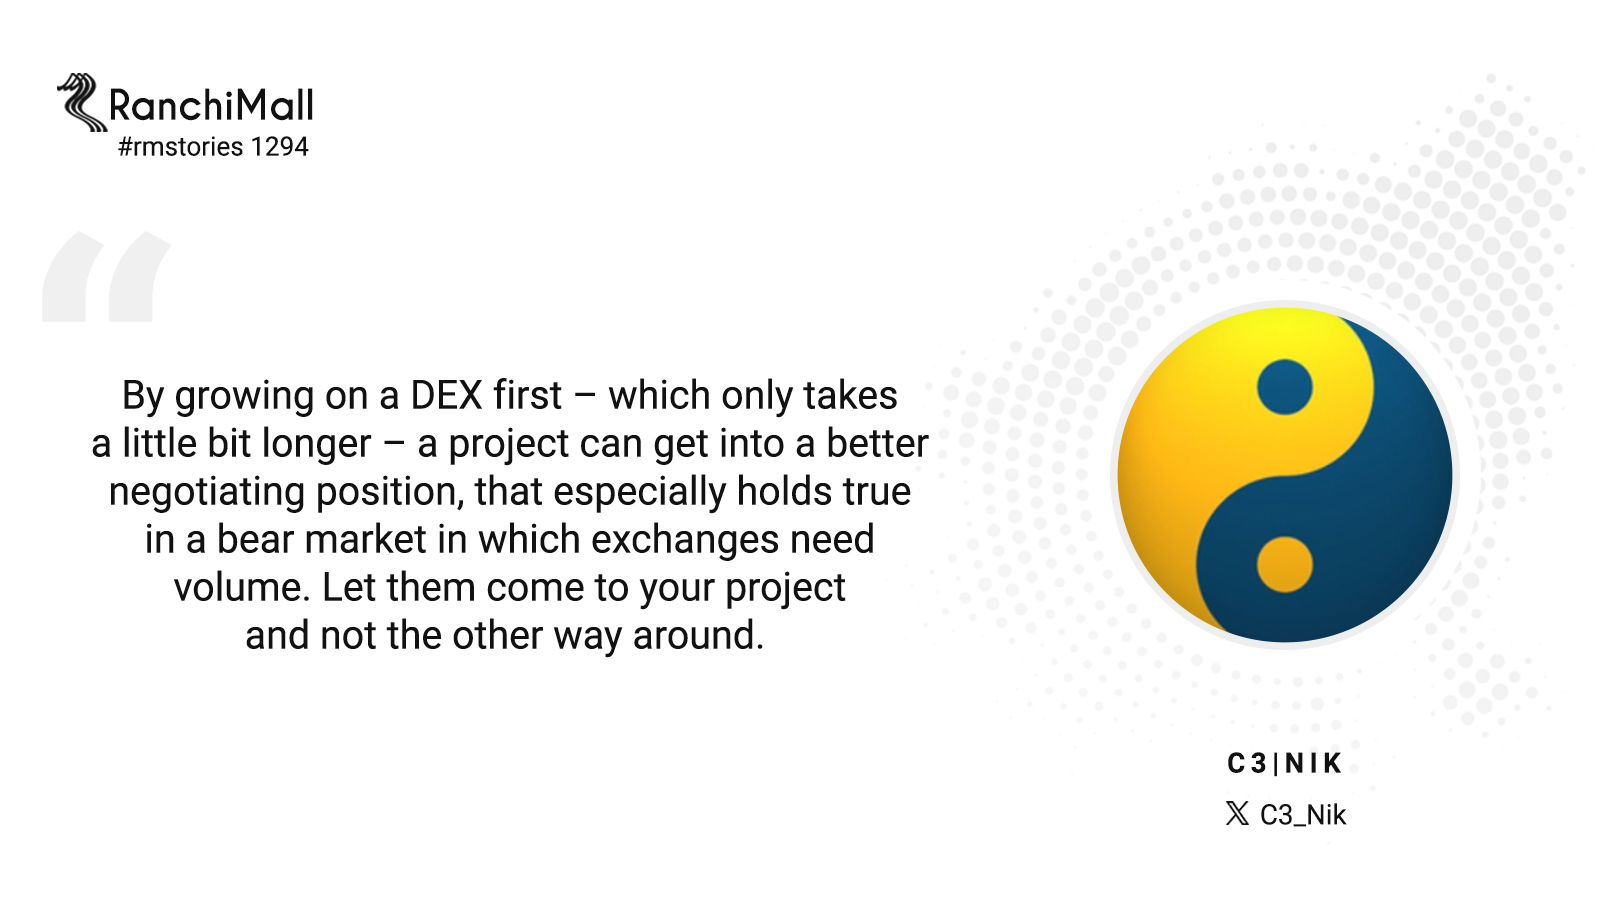 RanchiMall
#rmstories 1294
“
By growing on a DEX first – which only takes
a little bit longer – a project can get into a better
negotiating position, that especially holds true
in a bear market in which exchanges need
volume. Let them come to your project
and not the other way around.
C3|NIK
𝕏 C3_Nik